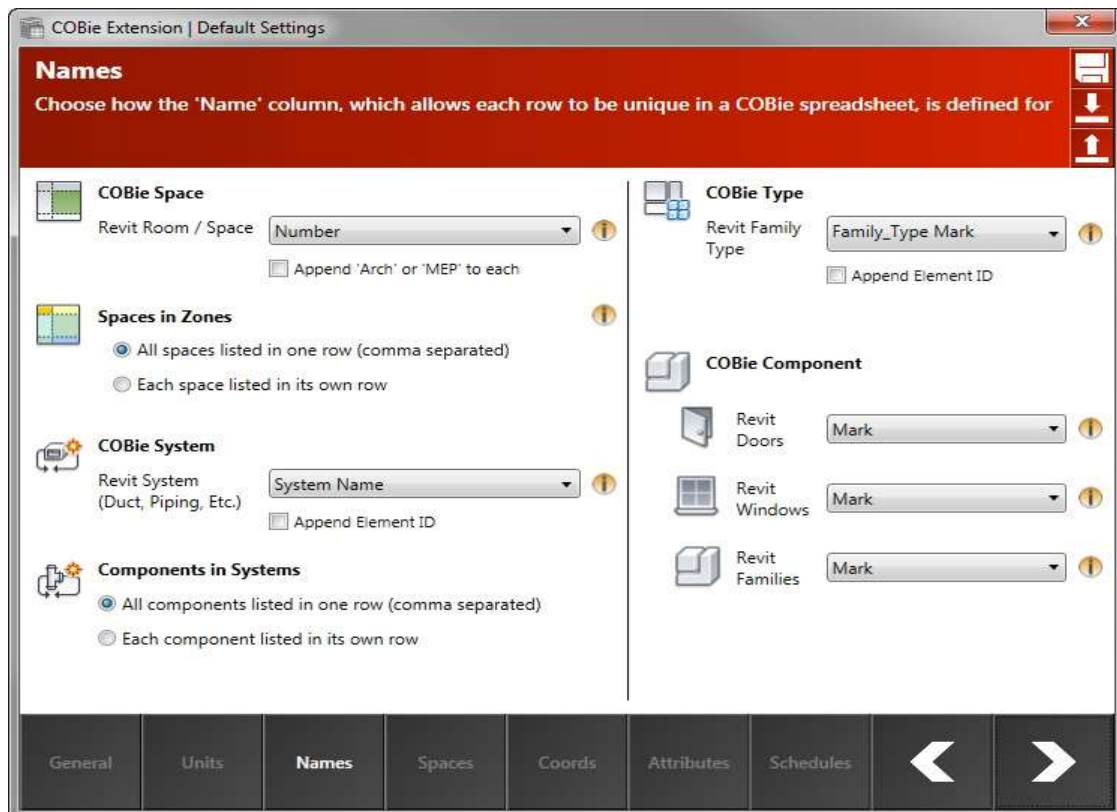 COBie Extension | Default Settings
Names
Choose how the 'Name' column, which allows each row to be unique in a COBie spreadsheet, is defined for
COBie Space
Revit Room / Space
Number
Append 'Arch' or 'MEP' to each
Spaces in Zones
All spaces listed in one row (comma separated)
Each space listed in its own row
COBie System
Revit System
(Duct, Piping, Etc.)
System Name
Append Element ID
Components in Systems
All components listed in one row (comma separated)
Each component listed in its own row
COBie Type
Revit Family
Type
Family_Type Mark
Append Element ID
COBie Component
Revit
Doors
Mark
Revit
Windows
Mark
Revit
Families
Mark
General
Units
Names
Spaces
Coords
Attributes
Schedules